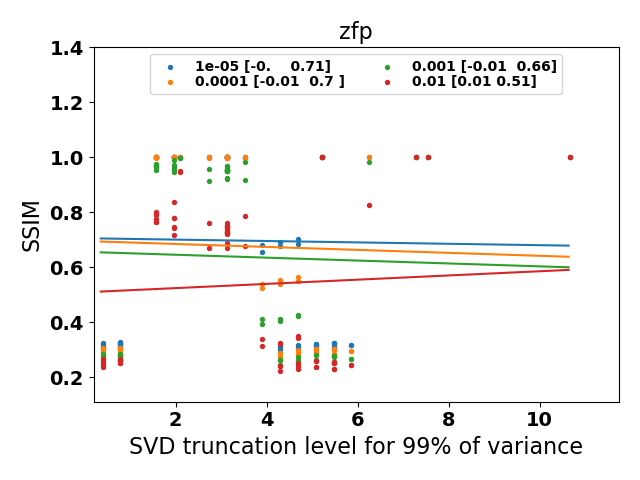 zfp
1e-05 [-0.     0.71]
0.0001 [-0.01  0.7 ]
0.001 [-0.01  0.66]
0.01 [0.01 0.51]
1.4
1.2
1.0
0.8
0.6
0.4
0.2
SSIM
2 4 6 8 10
SVD truncation level for 99% of variance